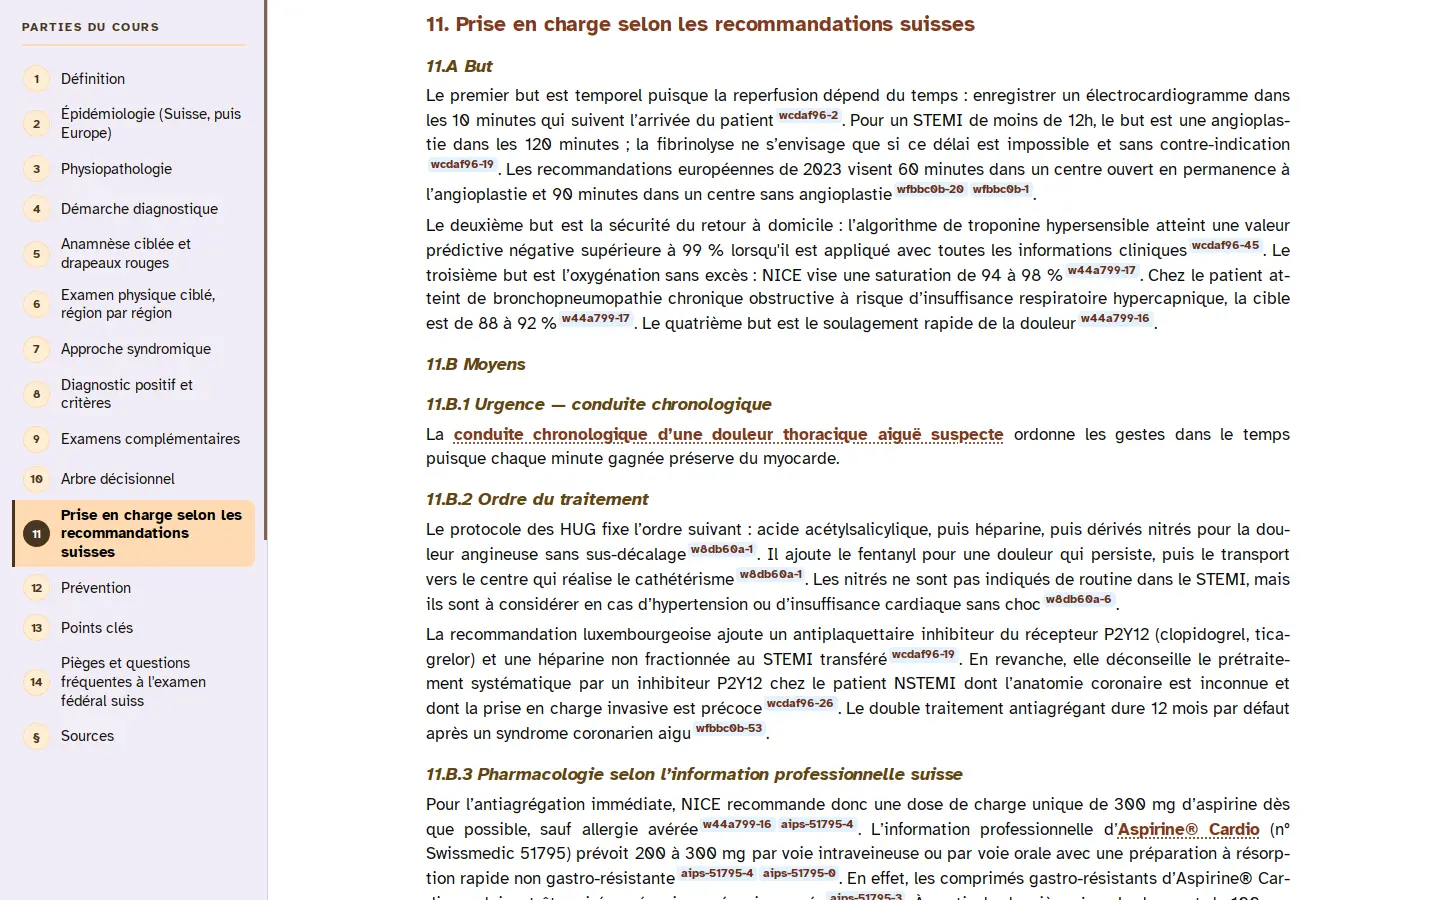 PARTIES DU COURS
1 Définition
2 Épidémiologie (Suisse, puis
Europe)
3 Physiopathologie
4 Démarche diagnostique
5 Anamnèse ciblée et
drapeaux rouges
6 Examen physique ciblé,
région par région
7 Approche syndromique
8 Diagnostic positif et
critères
9 Examens complémentaires
10 Arbre décisionnel
11 Prise en charge selon les
recommandations
suisses
12 Prévention
13 Points clés
14 Pièges et questions
fréquentes à l'examen
fédéral suiss
§ Sources
11. Prise en charge selon les recommandations suisses
11.A But
Le premier but est temporel puisque la reperfusion dépend du temps : enregistrer un électrocardiogramme dans
les 10 minutes qui suivent l’arrivée du patient wcdaf96-2. Pour un STEMI de moins de 12h, le but est une angioplas-
tie dans les 120 minutes ; la fibrinolyse ne s’envisage que si ce délai est impossible et sans contre-indication
wcdaf96-19. Les recommandations européennes de 2023 visent 60 minutes dans un centre ouvert en permanence à
l’angioplastie et 90 minutes dans un centre sans angioplastie wfbbc0b-20 wfbbc0b-1.
Le deuxième but est la sécurité du retour à domicile : l’algorithme de troponine hypersensible atteint une valeur
prédictive négative supérieure à 99 % lorsqu'il est appliqué avec toutes les informations cliniques wcdaf96-45. Le
troisième but est l’oxygénation sans excès : NICE vise une saturation de 94 à 98 % w44a799-17. Chez le patient at-
teint de bronchopneumopathie chronique obstructive à risque d’insuffisance respiratoire hypercapnique, la cible
est de 88 à 92 % w44a799-17. Le quatrième but est le soulagement rapide de la douleur w44a799-16.
11.B Moyens
11.B.1 Urgence — conduite chronologique
La conduite chronologique d’une douleur thoracique aiguë suspecte ordonne les gestes dans le temps
puisque chaque minute gagnée préserve du myocarde.
11.B.2 Ordre du traitement
Le protocole des HUG fixe l’ordre suivant : acide acétylsalicylique, puis héparine, puis dérivés nitrés pour la dou-
leur angineuse sans sus-décalage w8db60a-1. Il ajoute le fentanyl pour une douleur qui persiste, puis le transport
vers le centre qui réalise le cathétérisme w8db60a-1. Les nitrés ne sont pas indiqués de routine dans le STEMI, mais
ils sont à considérer en cas d’hypertension ou d’insuffisance cardiaque sans choc w8db60a-6.
La recommandation luxembourgeoise ajoute un antiplaquettaire inhibiteur du récepteur P2Y12 (clopidogrel, tica-
grelor) et une héparine non fractionnée au STEMI transféré wcdaf96-19. En revanche, elle déconseille le prétraite-
ment systématique par un inhibiteur P2Y12 chez le patient NSTEMI dont l’anatomie coronaire est inconnue et
dont la prise en charge invasive est précoce wcdaf96-26. Le double traitement antiagrégant dure 12 mois par défaut
après un syndrome coronarien aigu wfbbc0b-53.
11.B.3 Pharmacologie selon l’information professionnelle suisse
Pour l’antiagrégation immédiate, NICE recommande donc une dose de charge unique de 300 mg d’aspirine dès
que possible, sauf allergie avérée w44a799-16 aips-51795-4. L’information professionnelle d’Aspirine® Cardio (n°
Swissmedic 51795) prévoit 200 à 300 mg par voie intraveineuse ou par voie orale avec une préparation à résorp-
tion rapide non gastro-résistante aips-51795-4 aips-51795-0. En effet, les comprimés gastro-résistants d’Aspirine® Car-
aips-51795-3